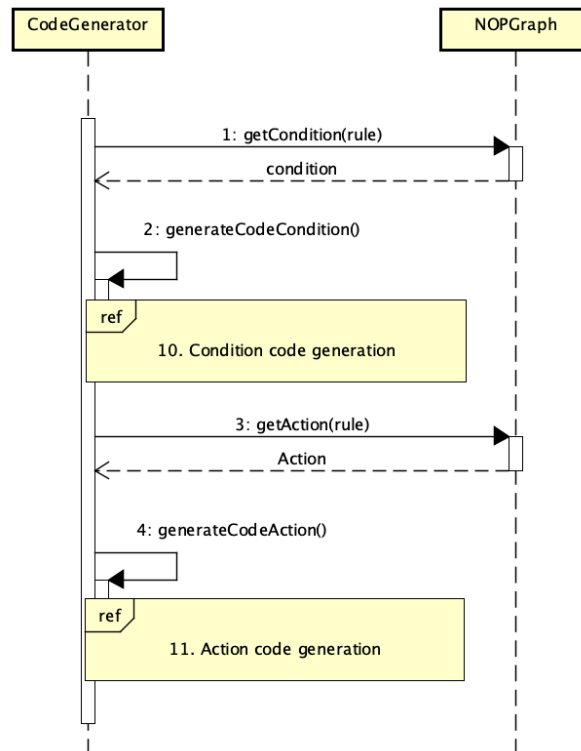 CodeGenerator
NOPGraph
1: getCondition(rule)
condition
2: generateCodeCondition()
ref
10. Condition code generation
3: getAction(rule)
Action
4: generateCodeAction()
ref
11. Action code generation